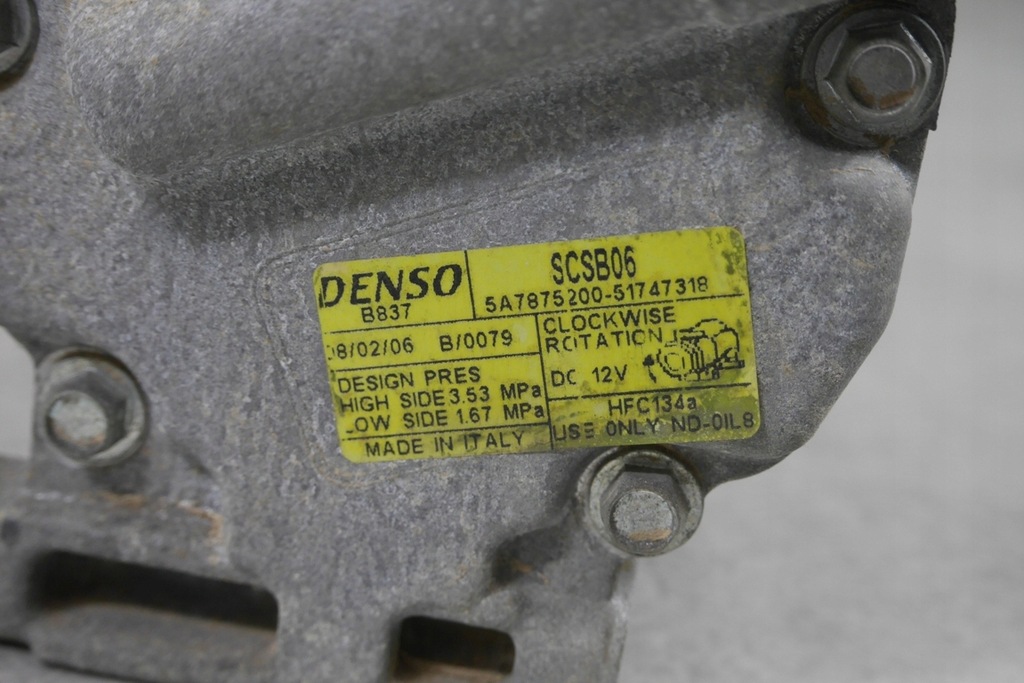 DENSO
B837
SCSB06
5A7875200-51747318
8/02/06 B/0079
CLOCKWISE
ROTATION
DC 12V
DESIGN PRES
HIGH SIDE 3.53 MPa
LOW SIDE 1.67 MPa
MADE IN ITALY
HFC134a
USE ONLY ND-OIL8